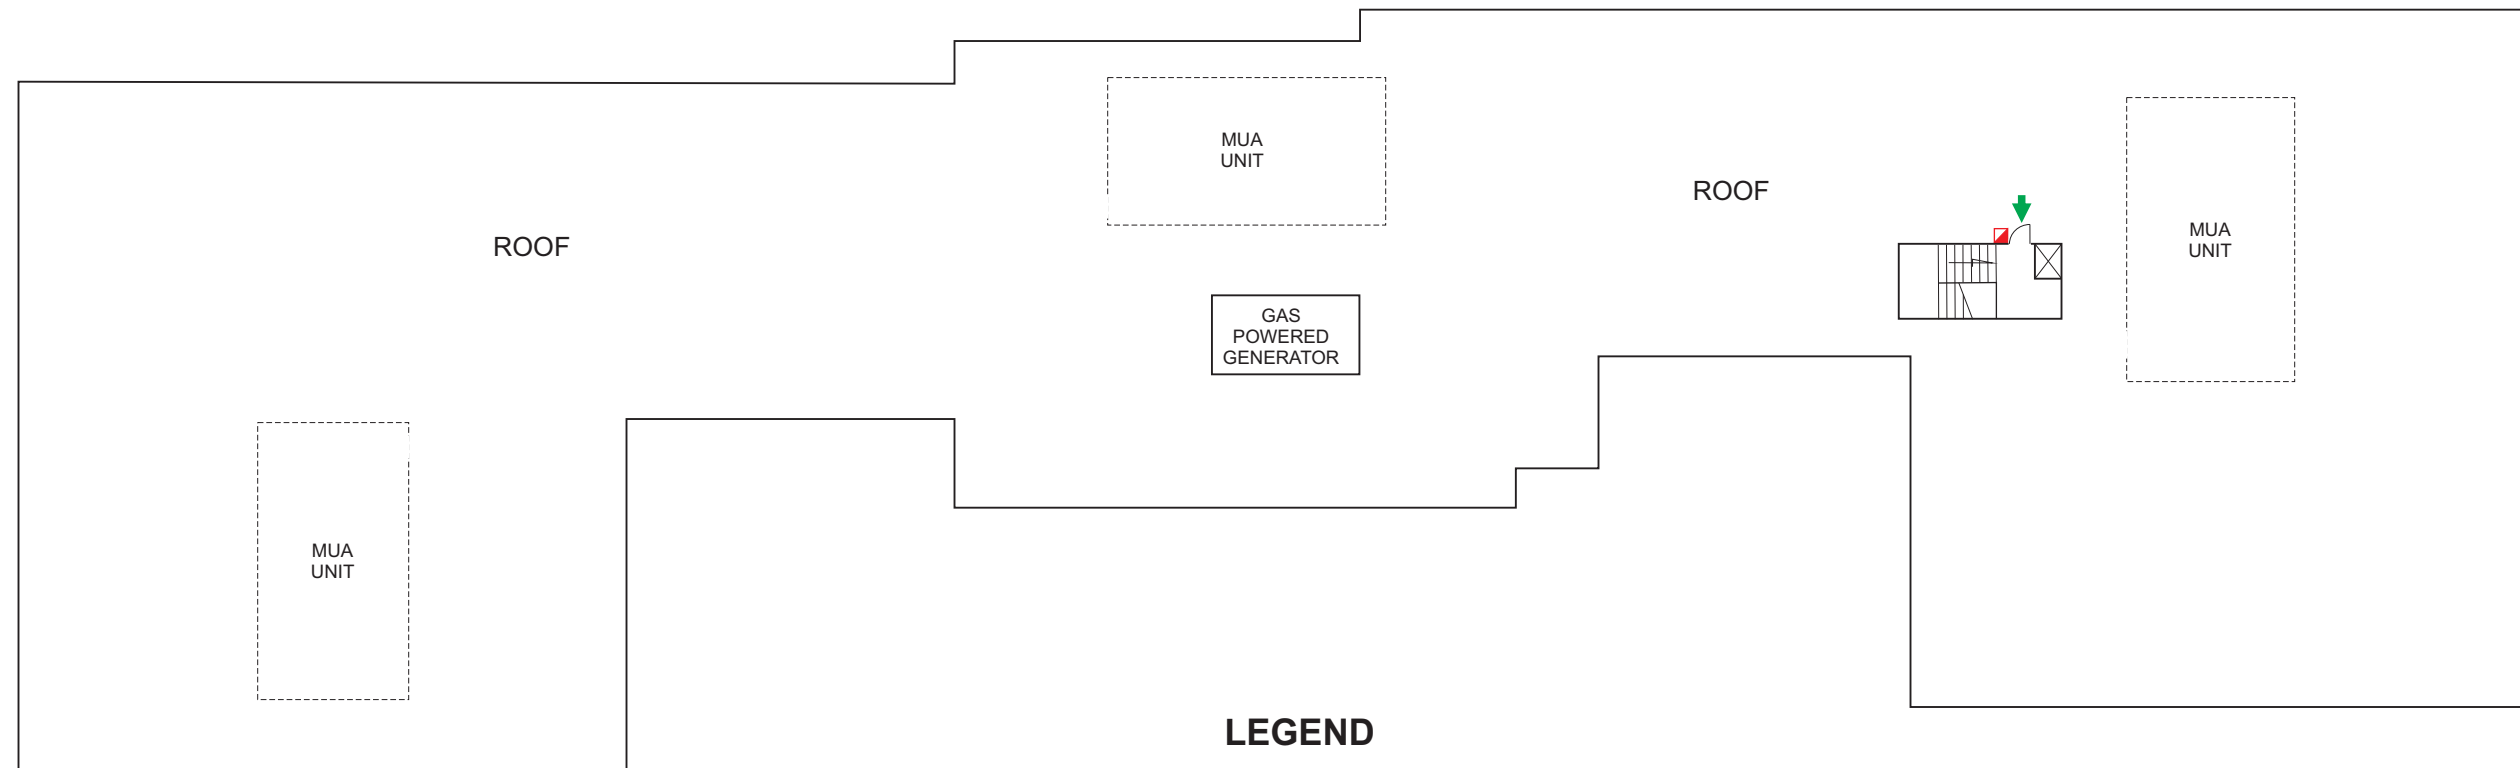 MUA
UNIT
ROOF
ROOF
MUA
UNIT
GAS
POWERED
GENERATOR
MUA
UNIT
LEGEND